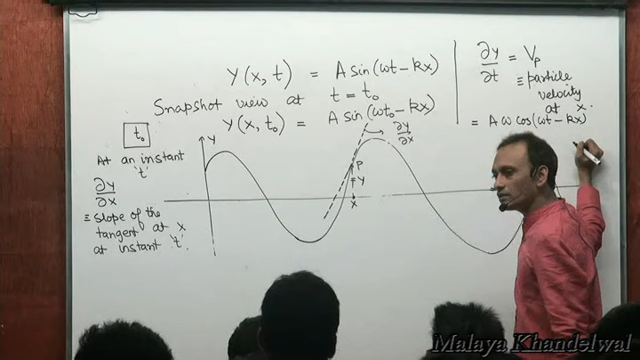 Y(x, t) = A sin(ωt − kx)
Snapshot view at t = t₀
Y(x, t₀) = A sin(ωt₀ − kx)
t₀
At an instant
't'
∂y/∂x
≡ slope of the
tangent at x
at instant 't'.
Y
∂y/∂x
P
Y
x
∂y/∂t = Vₚ
≡ particle
velocity
at x.
= A ω cos(ωt − kx)
Malaya Khandelwal